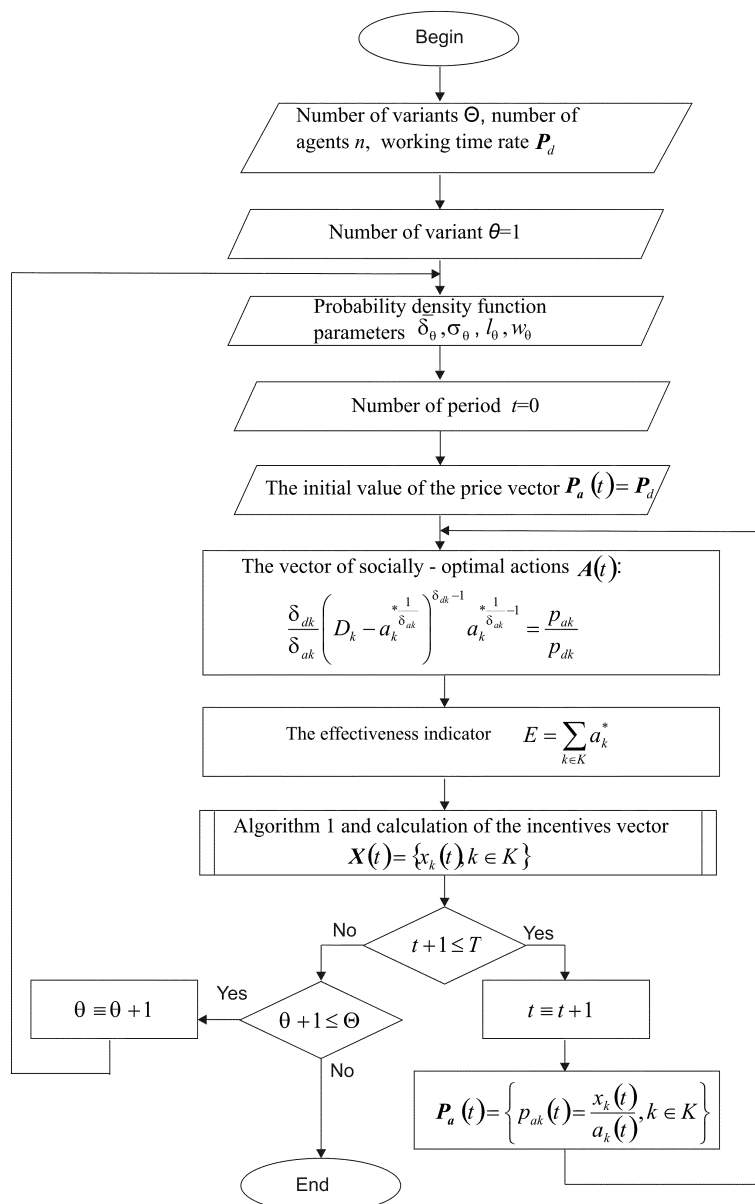 Begin
Number of variants Θ, number of
agents n, working time rate P_d
Number of variant θ=1
Probability density function
parameters δ̄_θ, σ_θ, l_θ, w_θ
Number of period t=0
The initial value of the price vector P_a(t)= P_d
The vector of socially - optimal actions A(t):
δ_dk/δ_ak (D_k − a_k^{*1/δ_ak})^{δ_dk−1} a_k^{*1/δ_ak−1} = p_ak/p_dk
The effectiveness indicator E = ∑_{k∈K} a_k^*
Algorithm 1 and calculation of the incentives vector
X(t)= {x_k(t), k ∈ K}
No
t+1 ≤ T
Yes
θ ≡ θ +1
Yes
θ +1 ≤ Θ
t ≡ t+1
No
P_a(t)= {p_ak(t)= x_k(t)/a_k(t), k ∈ K}
End